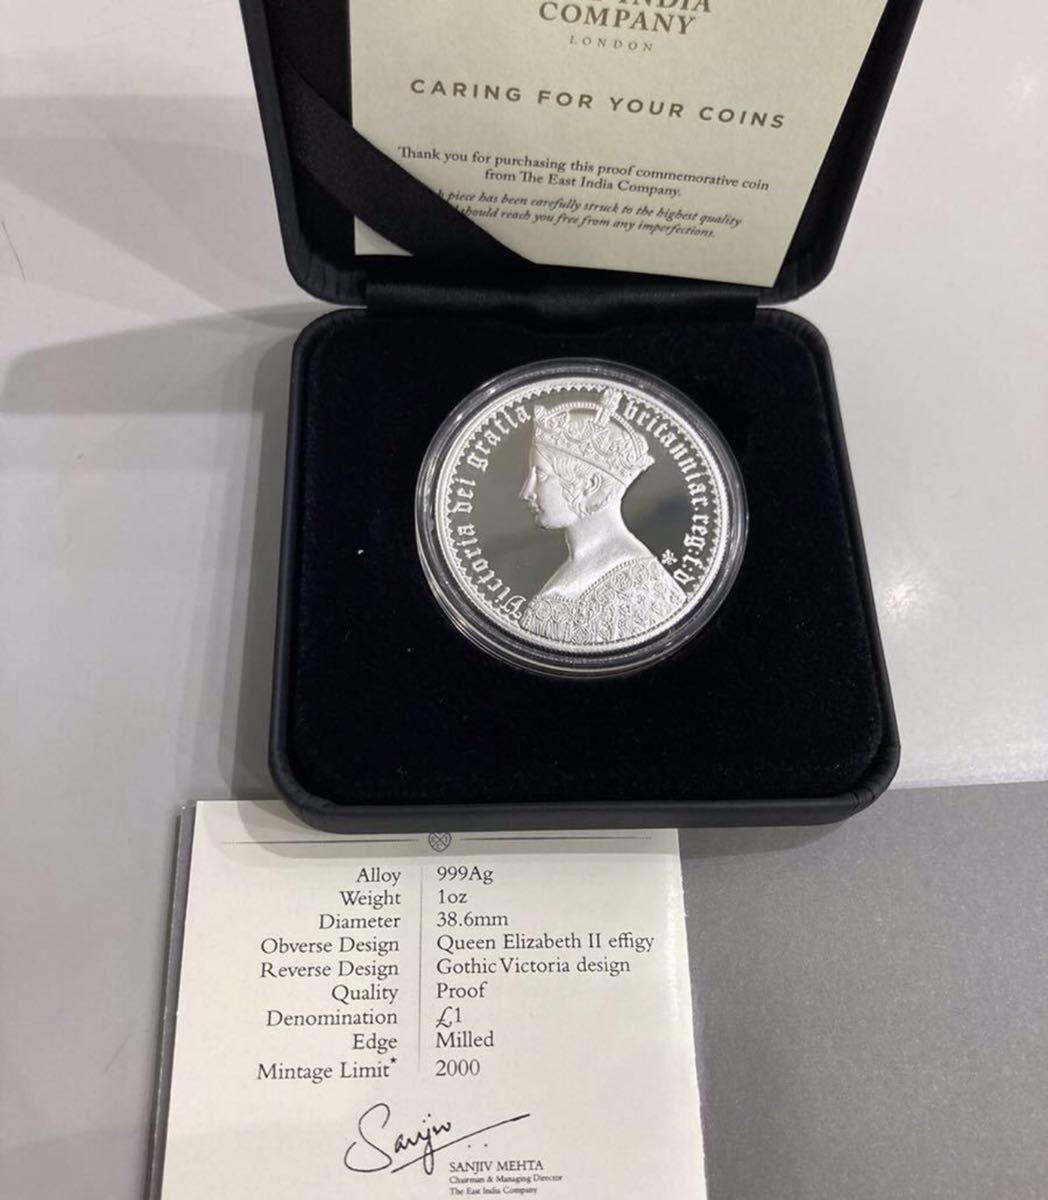 INDIA
COMPANY
LONDON
CARING FOR YOUR COINS
Thank you for purchasing this proof commemorative coin
from The East India Company.
piece has been carefully struck to the highest quality
should reach you free from any imperfections.
Victoria dei gratia britanniar. reg: f: d
Alloy 999Ag
Weight 1oz
Diameter 38.6mm
Obverse Design Queen Elizabeth II effigy
Reverse Design Gothic Victoria design
Quality Proof
Denomination £1
Edge Milled
Mintage Limit* 2000
Sanjiv
SANJIV MEHTA
Chairman & Managing Director
The East India Company